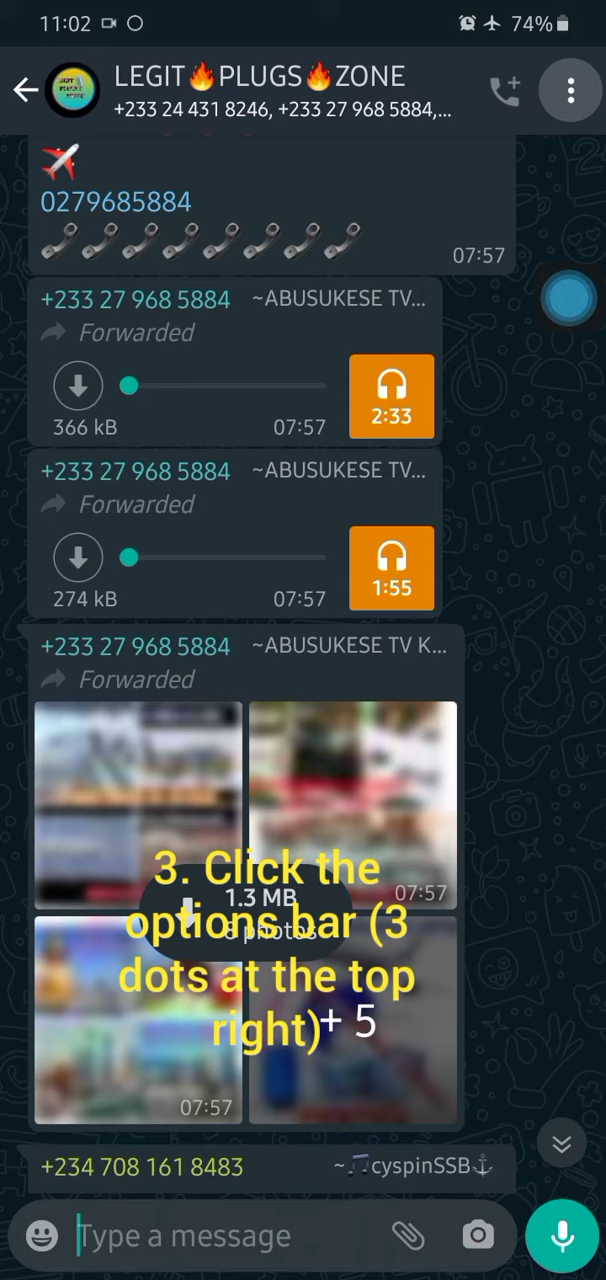 11:02
74%
LEGIT🔥PLUGS🔥ZONE
+233 24 431 8246, +233 27 968 5884,...
0279685884
07:57
+233 27 968 5884 ~ABUSUKESE TV...
Forwarded
2:33
366 kB 07:57
+233 27 968 5884 ~ABUSUKESE TV...
Forwarded
1:55
274 kB 07:57
+233 27 968 5884 ~ABUSUKESE TV K...
Forwarded
07:57
1.3 MB
8 photos
3. Click the
options bar (3
dots at the top
right)
+ 5
07:57
+234 708 161 8483 ~🎵cyspinSSB⚓
Type a message